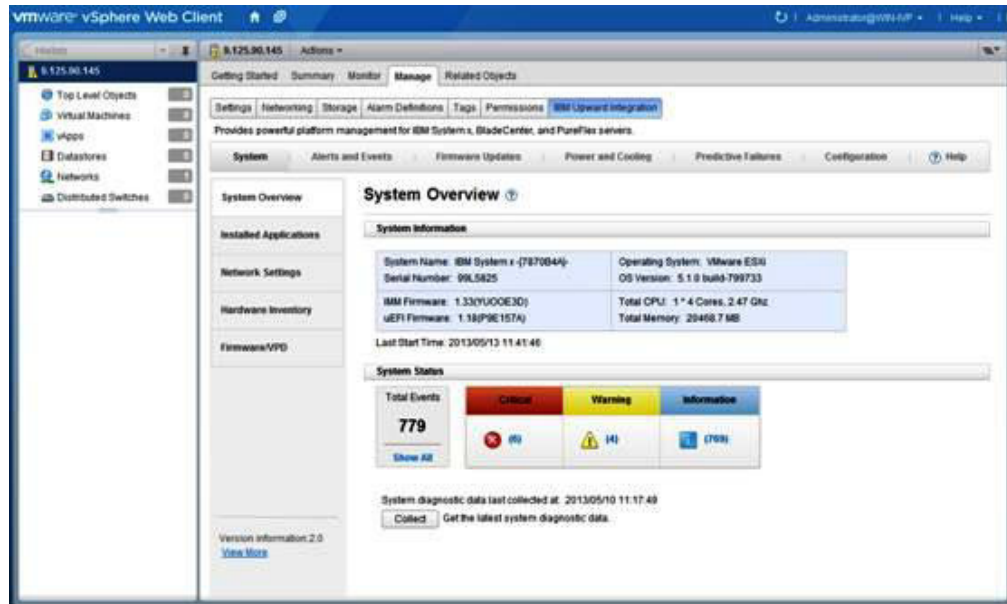 vmware vSphere Web Client
Administrator@WIN-IVP Help
History
9.125.90.145 Actions
9.125.90.145
Getting Started Summary Monitor Manage Related Objects
Top Level Objects
Virtual Machines
vApps
Datastores
Networks
Distributed Switches
Settings Networking Storage Alarm Definitions Tags Permissions IBM Upward Integration
Provides powerful platform management for IBM System x, BladeCenter, and PureFlex servers.
System Alerts and Events Firmware Updates Power and Cooling Predictive Failures Configuration Help
System Overview
Installed Applications
Network Settings
Hardware Inventory
Firmware/VPD
System Overview
System Information
System Name: IBM System x -[7870B4A]- Operating System: VMware ESXi
Serial Number: 99L5825 OS Version: 5.1.0 build-799733
IMM Firmware: 1.33(YUOOE3D) Total CPU: 1 * 4 Cores, 2.47 Ghz
uEFI Firmware: 1.18(P9E157A) Total Memory: 20468.7 MB
Last Start Time: 2013/05/13 11:41:46
System Status
Total Events Critical Warning Information
779 (6) (4) (769)
Show All
System diagnostic data last collected at: 2013/05/10 11:17:49
Collect Get the latest system diagnostic data.
Version information:2.0
View More